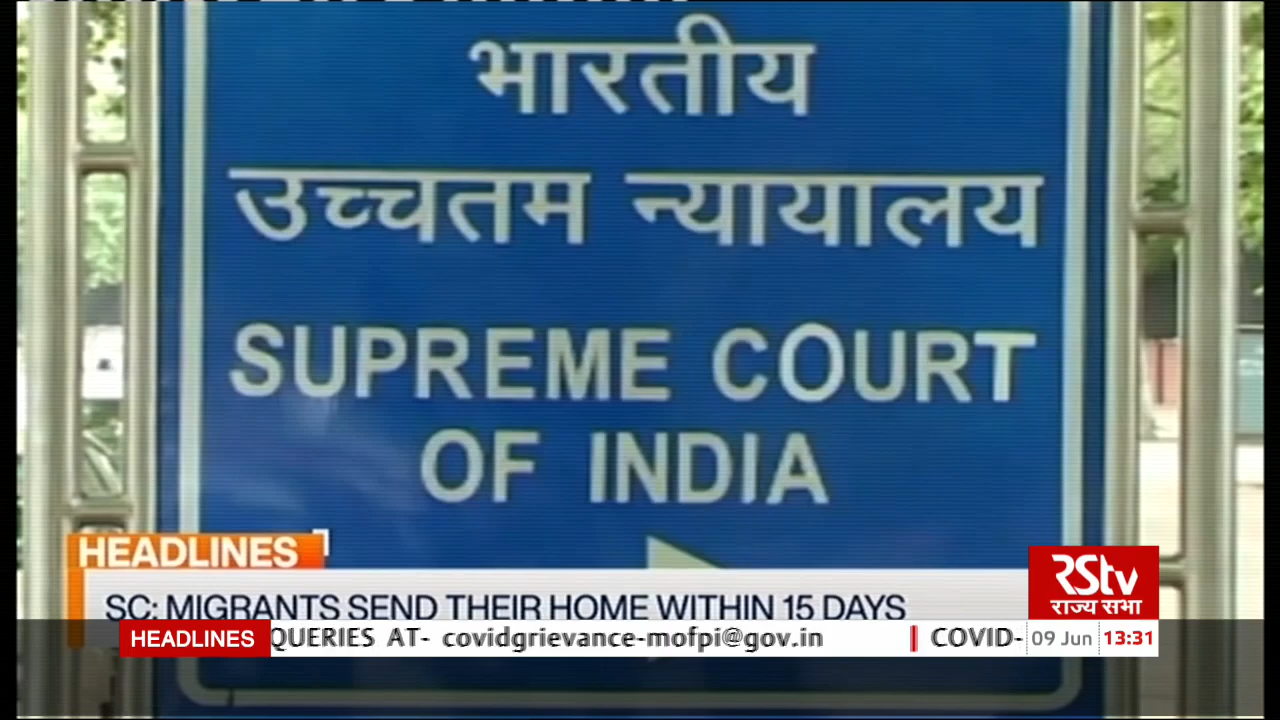 भारतीय
उच्चतम न्यायालय
SUPREME COURT
OF INDIA
HEADLINES
SC: MIGRANTS SEND THEIR HOME WITHIN 15 DAYS
RSTV
राज्य सभा
HEADLINES QUERIES AT- covidgrievance-mofpi@gov.in | COVID- 09 Jun 13:31